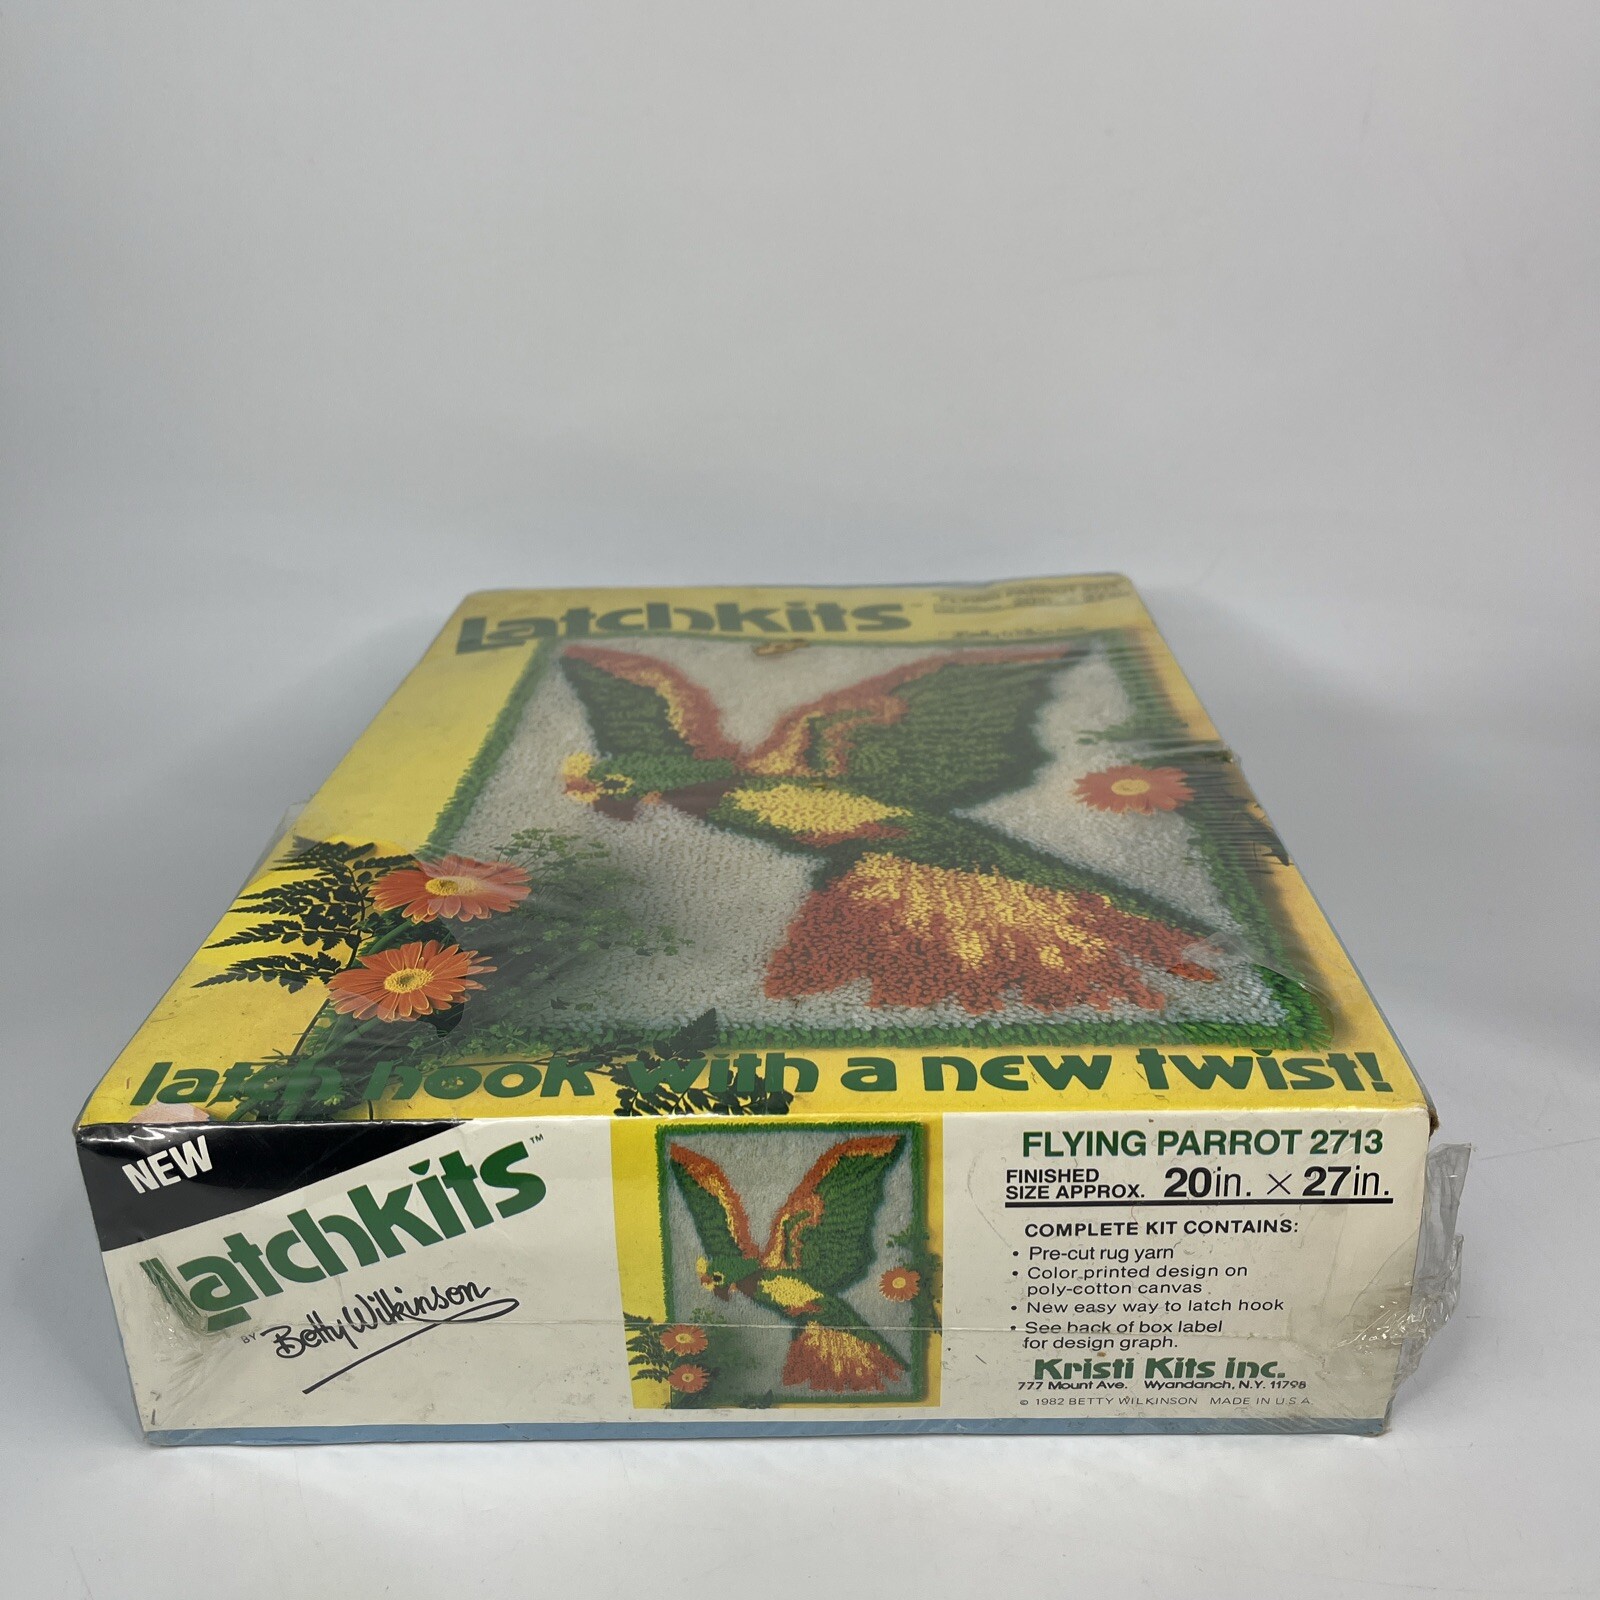 Latchkits
FLYING PARROT
latch hook with a new twist!
NEW
Latchkits™
BY Betty Wilkinson
FLYING PARROT 2713
FINISHED
SIZE APPROX. 20in. × 27in.
COMPLETE KIT CONTAINS:
• Pre-cut rug yarn
• Color printed design on
poly-cotton canvas
• New easy way to latch hook
• See back of box label
for design graph.
Kristi Kits Inc.
777 Mount Ave. Wyandanch, N.Y. 11798
© 1982 BETTY WILKINSON MADE IN U.S.A.